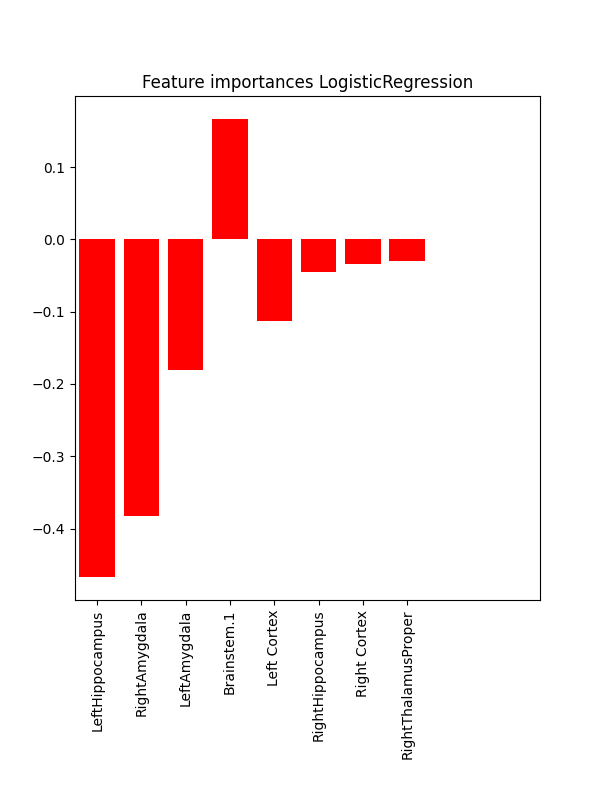 Feature importances LogisticRegression
0.1
0.0
−0.1
−0.2
−0.3
−0.4
LeftHippocampus
RightAmygdala
LeftAmygdala
Brainstem.1
Left Cortex
RightHippocampus
Right Cortex
RightThalamusProper